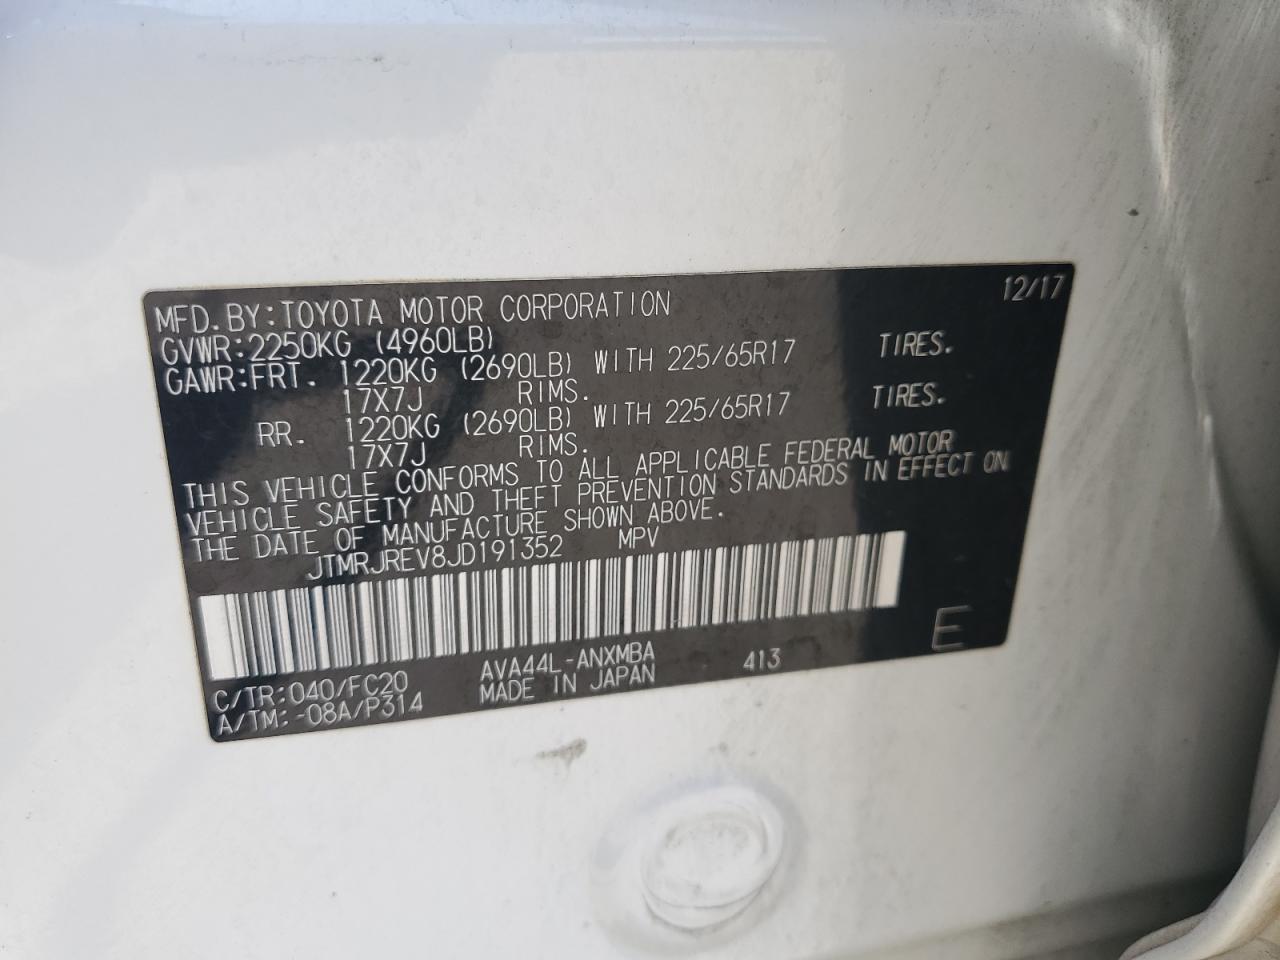 12/17
MFD.BY:TOYOTA MOTOR CORPORATION
GVWR:2250KG (4960LB)
GAWR:FRT. 1220KG (2690LB) WITH 225/65R17 TIRES.
17X7J RIMS.
RR. 1220KG (2690LB) WITH 225/65R17 TIRES.
17X7J RIMS.
THIS VEHICLE CONFORMS TO ALL APPLICABLE FEDERAL MOTOR
VEHICLE SAFETY AND THEFT PREVENTION STANDARDS IN EFFECT ON
THE DATE OF MANUFACTURE SHOWN ABOVE.
JTMRJREV8JD191352 MPV
C/TR:040/FC20 AVA44L-ANXMBA 413 E
A/TM:-08A/P314 MADE IN JAPAN